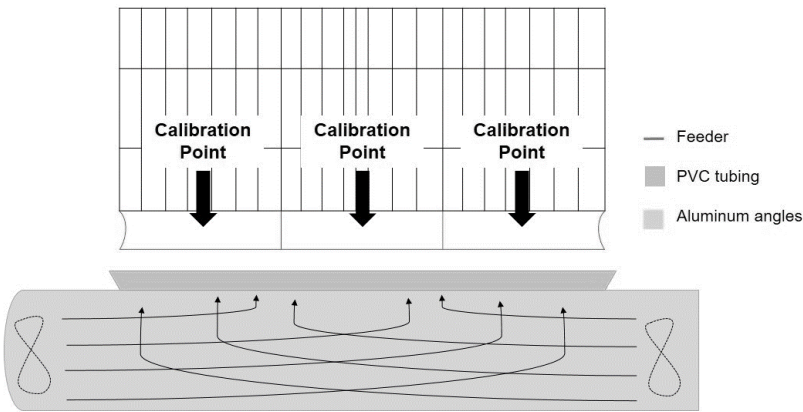 Calibration
Point
Calibration
Point
Calibration
Point
Feeder
PVC tubing
Aluminum angles